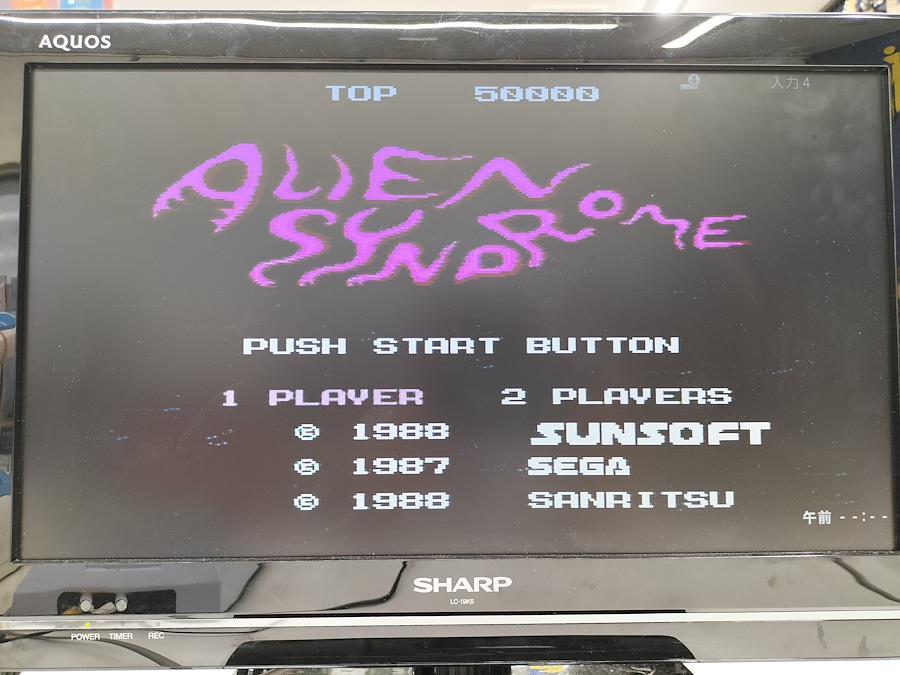 AQUOS
入力4
TOP 50000
ALIEN
SYNDROME
PUSH START BUTTON
1 PLAYER 2 PLAYERS
© 1988 SUNSOFT
© 1987 SEGA
© 1988 SANRITSU
午前 --:--
SHARP
LC-19K5
POWER TIMER REC